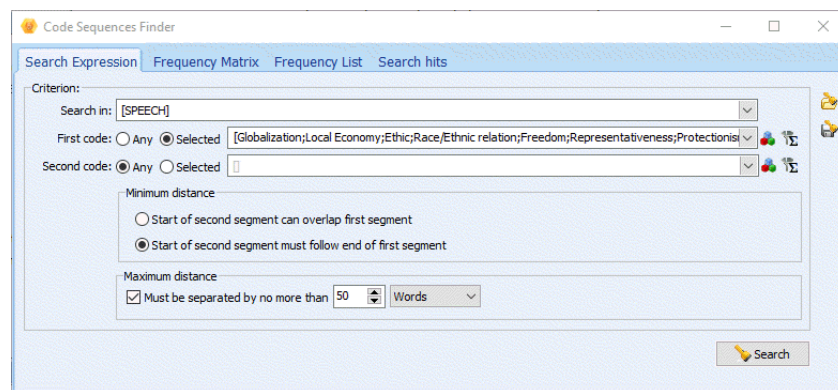 Code Sequences Finder
Search Expression Frequency Matrix Frequency List Search hits
Criterion:
Search in: [SPEECH]
First code: Any Selected [Globalization;Local Economy;Ethic;Race/Ethnic relation;Freedom;Representativeness;Protectionis
Second code: Any Selected []
Minimum distance
Start of second segment can overlap first segment
Start of second segment must follow end of first segment
Maximum distance
Must be separated by no more than 50 Words
Search